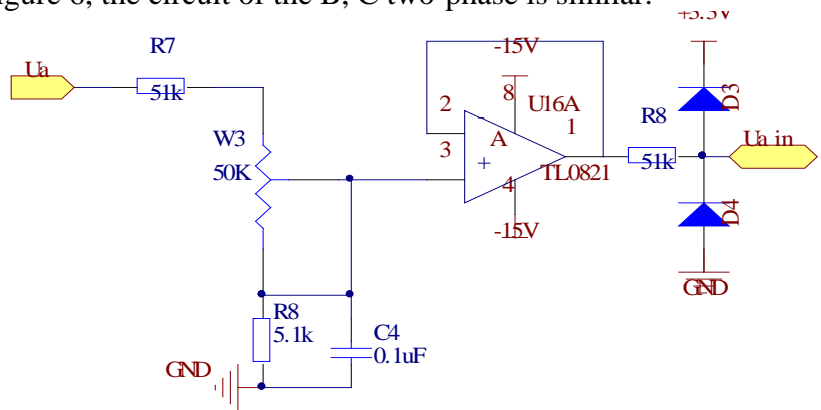 gure 6, the circuit of the B, C two phase is similar.
+3.3V
R7
-15V
Ua
51k
8
U16A
D3
2
1
R8
W3
-
A
Ua in
3
50K
+
TL0821
51k
4
D4
-15V
GND
R8
5.1k
C4
0.1uF
GND